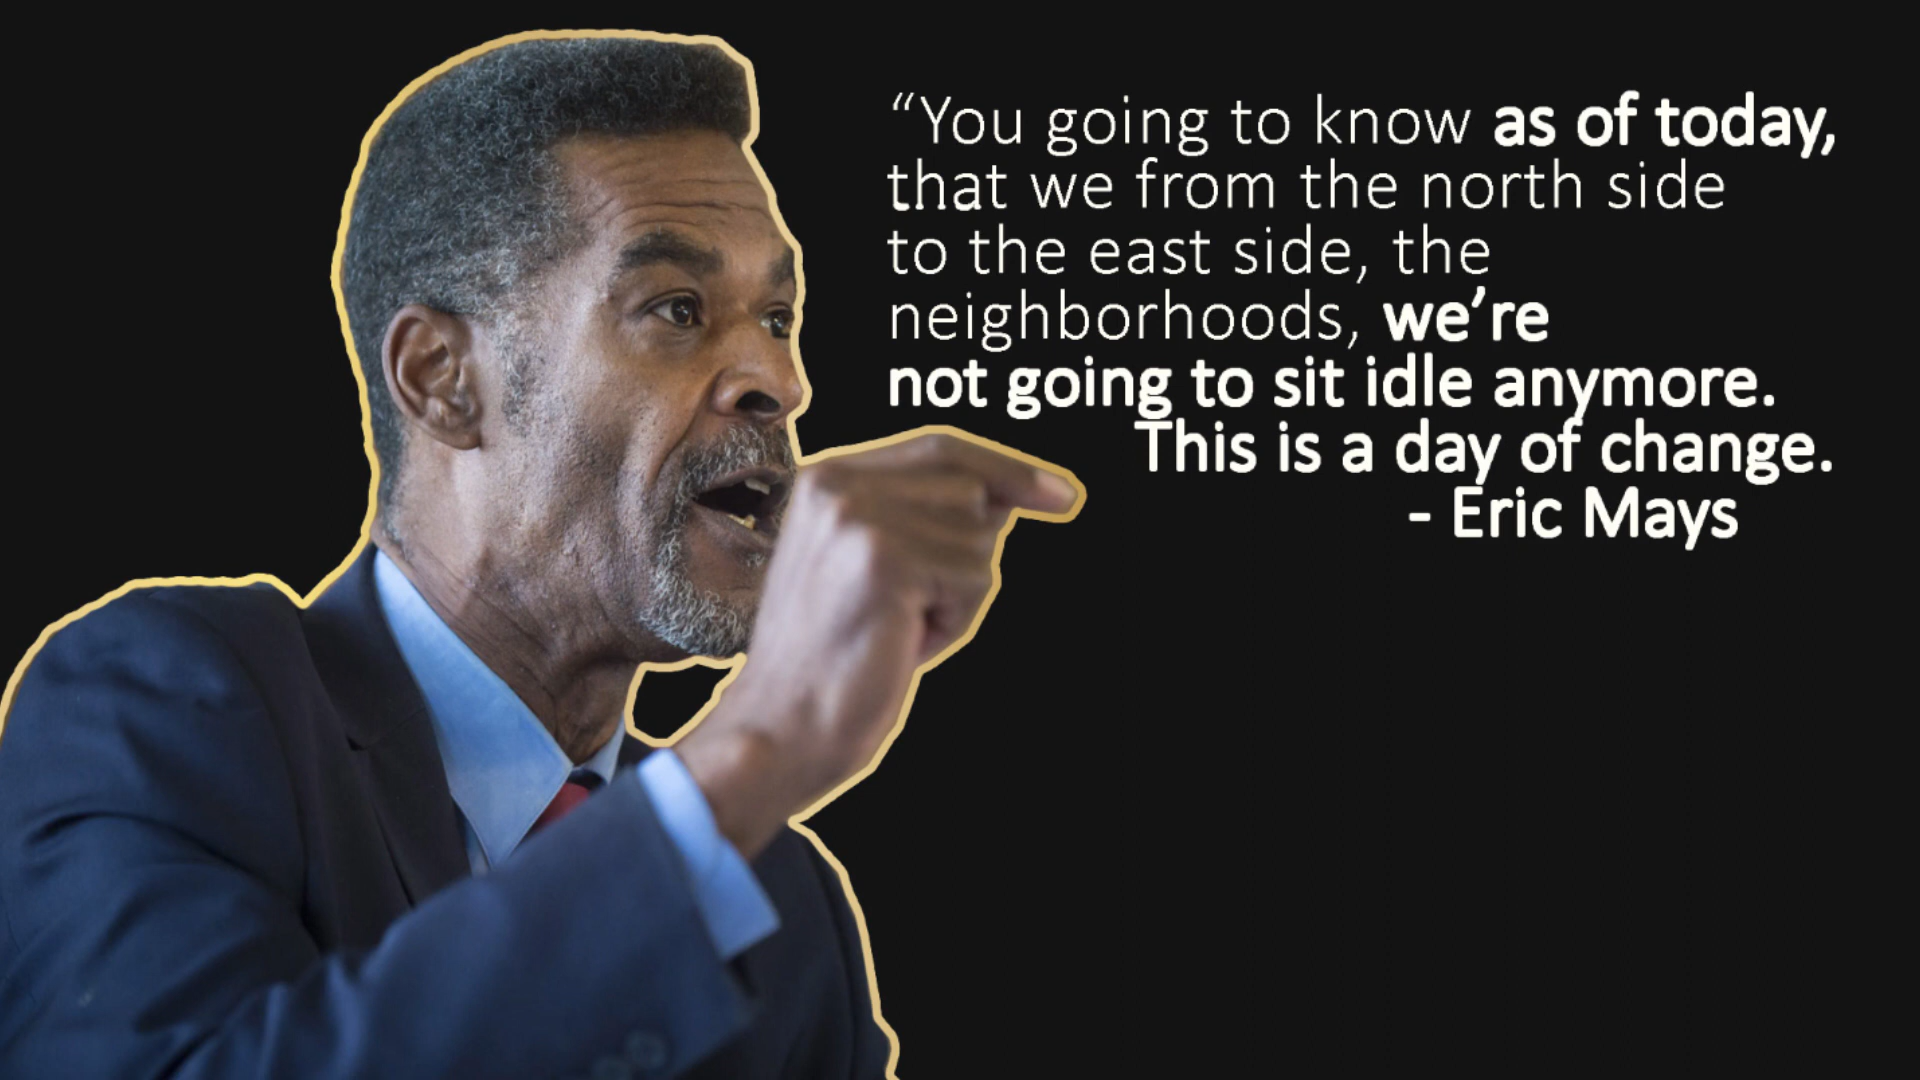 “You going to know as of today,
that we from the north side
to the east side, the
neighborhoods, we’re
not going to sit idle anymore.
This is a day of change.
- Eric Mays